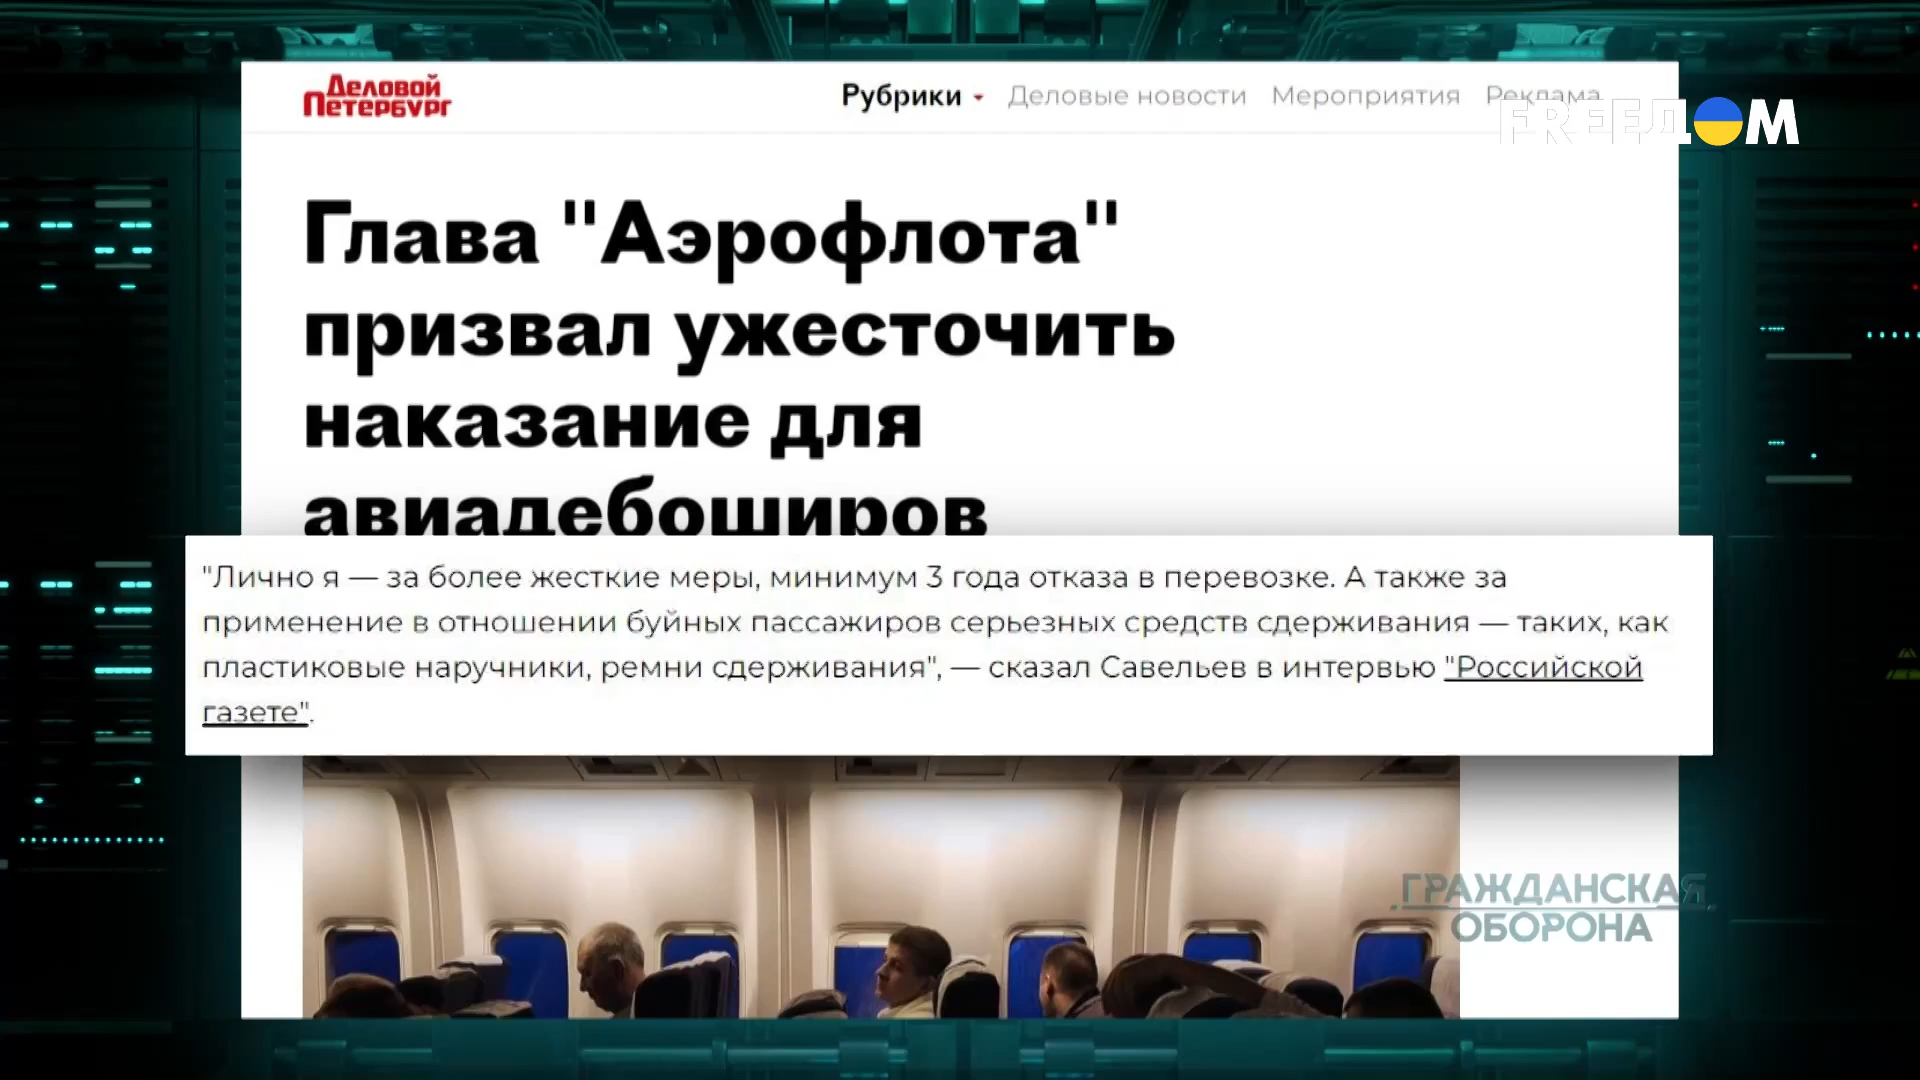 Деловой
Петербург
Рубрики
Деловые новости
Мероприятия
Реклама
FREEДOM
Глава "Аэрофлота"
призвал ужесточить
наказание для
авиадебоширов
"Лично я — за более жесткие меры, минимум 3 года отказа в перевозке. А также за
применение в отношении буйных пассажиров серьезных средств сдерживания — таких, как
пластиковые наручники, ремни сдерживания", — сказал Савельев в интервью "Российской
газете".
ГРАЖДАНСКАЯ
ОБОРОНА